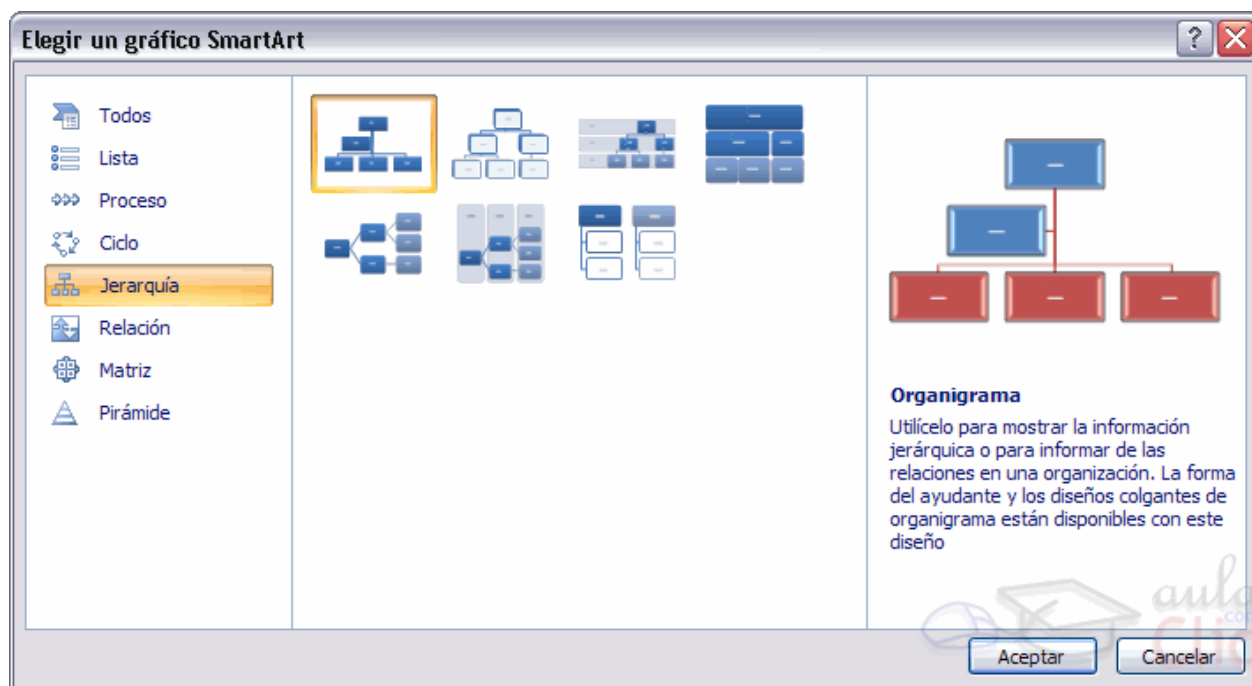 Elegir un gráfico SmartArt
?
Todos
Lista
Proceso
Ciclo
Jerarquía
Relación
Matriz
Pirámide
Organigrama
Utilícelo para mostrar la información
jerárquica o para informar de las
relaciones en una organización. La forma
del ayudante y los diseños colgantes de
organigrama están disponibles con este
diseño
aula
Clic
Aceptar
Cancelar